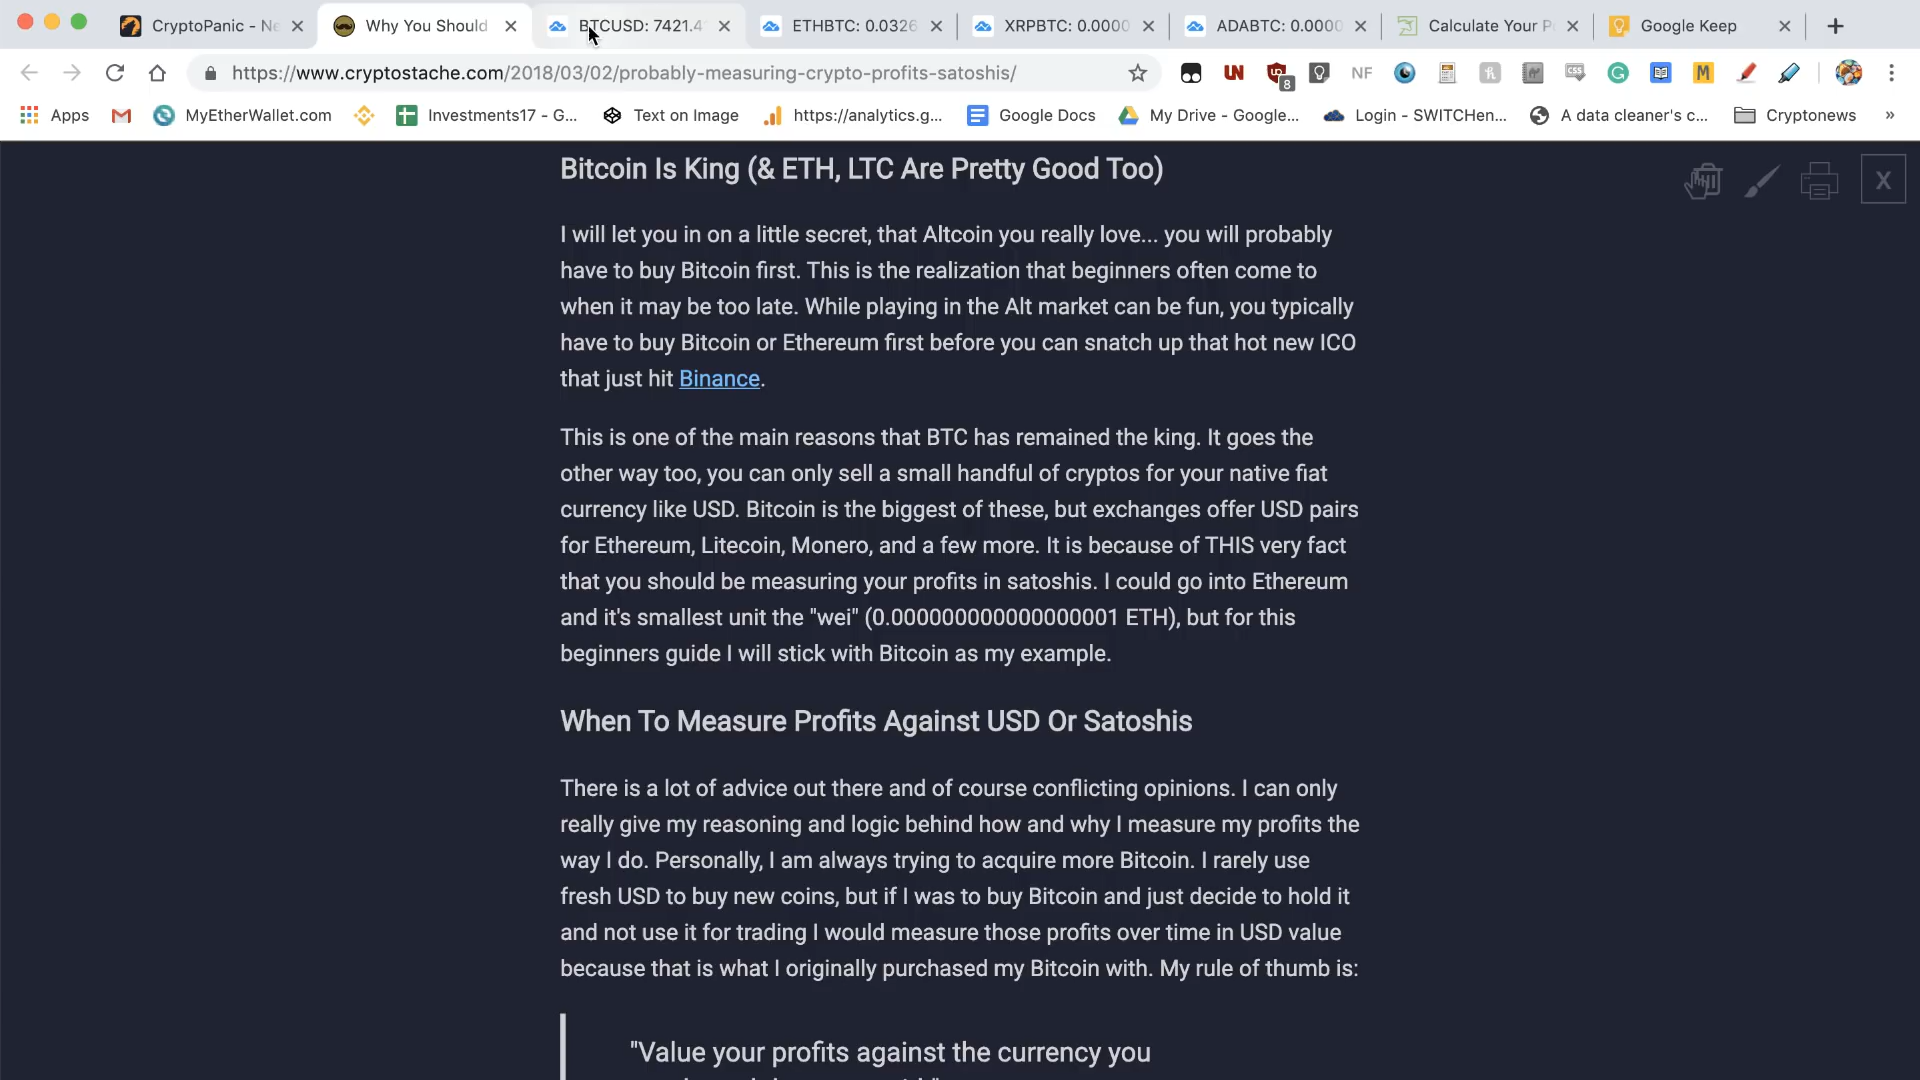 CryptoPanic - Ne
Why You Should
BTCUSD: 7421.4
ETHBTC: 0.0326
XRPBTC: 0.0000
ADABTC: 0.0000
Calculate Your P
Google Keep
https://www.cryptostache.com/2018/03/02/probably-measuring-crypto-profits-satoshis/
UN
8
NF
CSS
G
M
Apps
MyEtherWallet.com
Investments17 - G...
Text on Image
https://analytics.g...
Google Docs
My Drive - Google...
Login - SWITCHen...
A data cleaner's c...
Cryptonews
»
X
Bitcoin Is King (& ETH, LTC Are Pretty Good Too)
I will let you in on a little secret, that Altcoin you really love... you will probably
have to buy Bitcoin first. This is the realization that beginners often come to
when it may be too late. While playing in the Alt market can be fun, you typically
have to buy Bitcoin or Ethereum first before you can snatch up that hot new ICO
that just hit Binance.
This is one of the main reasons that BTC has remained the king. It goes the
other way too, you can only sell a small handful of cryptos for your native fiat
currency like USD. Bitcoin is the biggest of these, but exchanges offer USD pairs
for Ethereum, Litecoin, Monero, and a few more. It is because of THIS very fact
that you should be measuring your profits in satoshis. I could go into Ethereum
and it's smallest unit the "wei" (0.000000000000000001 ETH), but for this
beginners guide I will stick with Bitcoin as my example.
When To Measure Profits Against USD Or Satoshis
There is a lot of advice out there and of course conflicting opinions. I can only
really give my reasoning and logic behind how and why I measure my profits the
way I do. Personally, I am always trying to acquire more Bitcoin. I rarely use
fresh USD to buy new coins, but if I was to buy Bitcoin and just decide to hold it
and not use it for trading I would measure those profits over time in USD value
because that is what I originally purchased my Bitcoin with. My rule of thumb is:
"Value your profits against the currency you